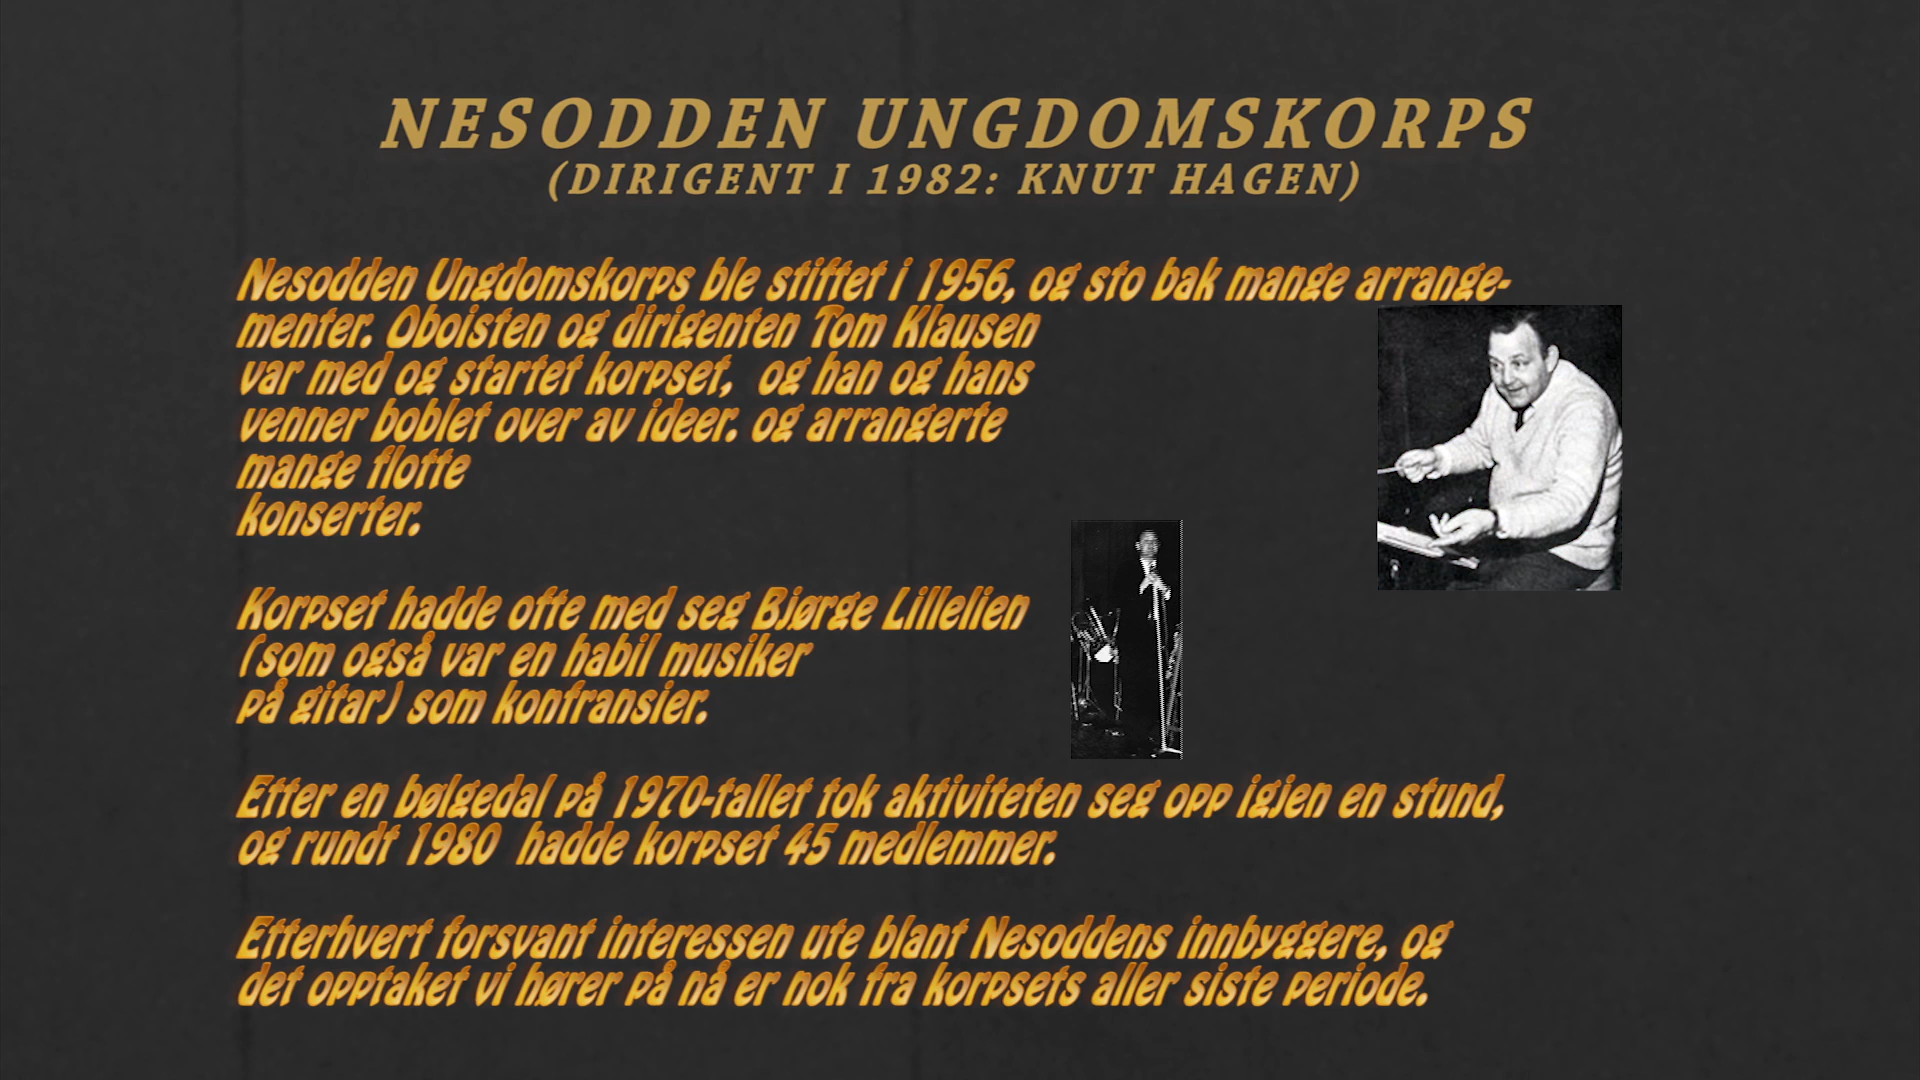 NESODDEN UNGDOMSKORPS
(DIRIGENT I 1982: KNUT HAGEN)
Nesodden Ungdomskorps ble stiftet i 1956, og sto bak mange arrange-
menter. Oboisten og dirigenten Tom Klausen
var med og startet korpset, og han og hans
venner boblet over av ideer. og arrangerte
mange flotte
konserter.
Korpset hadde ofte med seg Bjørge Lillelien
(som også var en habil musiker
på gitar) som konfransier.
Etter en bølgedal på 1970-tallet tok aktiviteten seg opp igjen en stund,
og rundt 1980 hadde korpset 45 medlemmer.
Etterhvert forsvant interessen ute blant Nesoddens innbyggere, og
det opptaket vi hører på nå er nok fra korpsets aller siste periode.